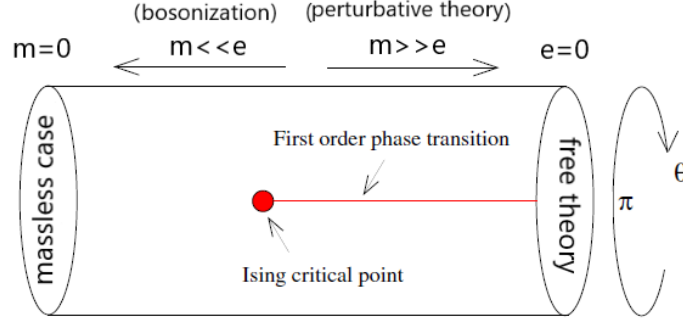 (bosonization) (perturbative theory)
m=0 m<<e m>>e e=0
First order phase transition
massless case
free theory
π
θ
Ising critical point